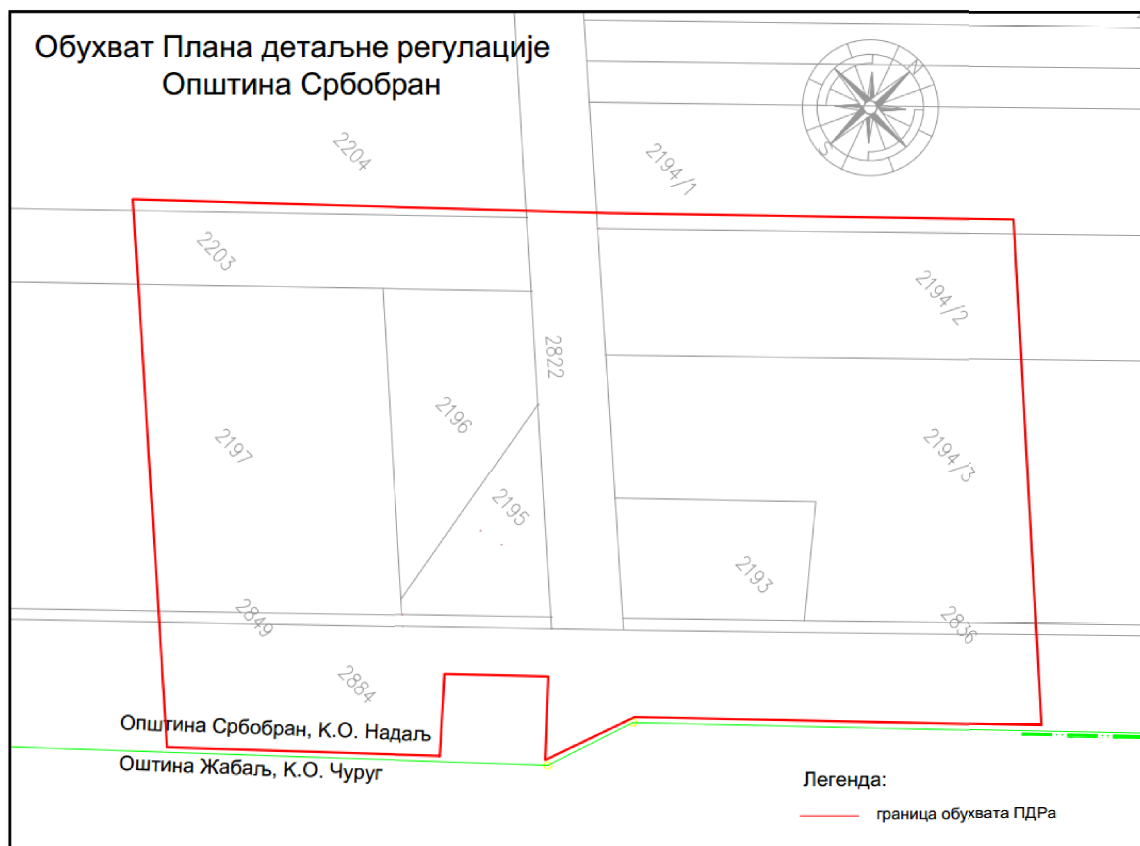 Обухват Плана детаљне регулације
Општина Србобран
N
S
2204
2194/1
2203
2194/2
2822
2196
2197
2194/3
2195
2193
2849
2836
2884
Општина Србобран, К.О. Надаљ
Оштина Жабаљ, К.О. Чуруг
Легенда:
граница обухвата ПДРа